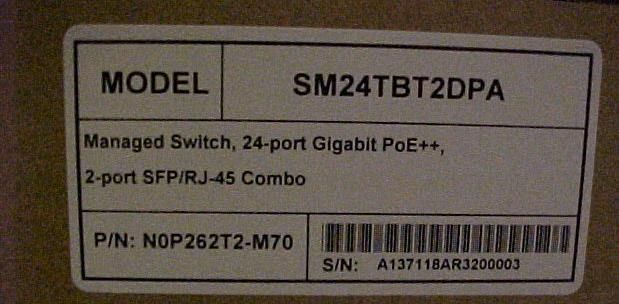 MODEL SM24TBT2DPA
Managed Switch, 24-port Gigabit PoE++,
2-port SFP/RJ-45 Combo
P/N: N0P262T2-M70
S/N: A137118AR3200003